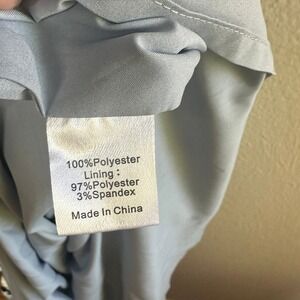 100%Polyester
Lining：
97%Polyester
3%Spandex
Made In China